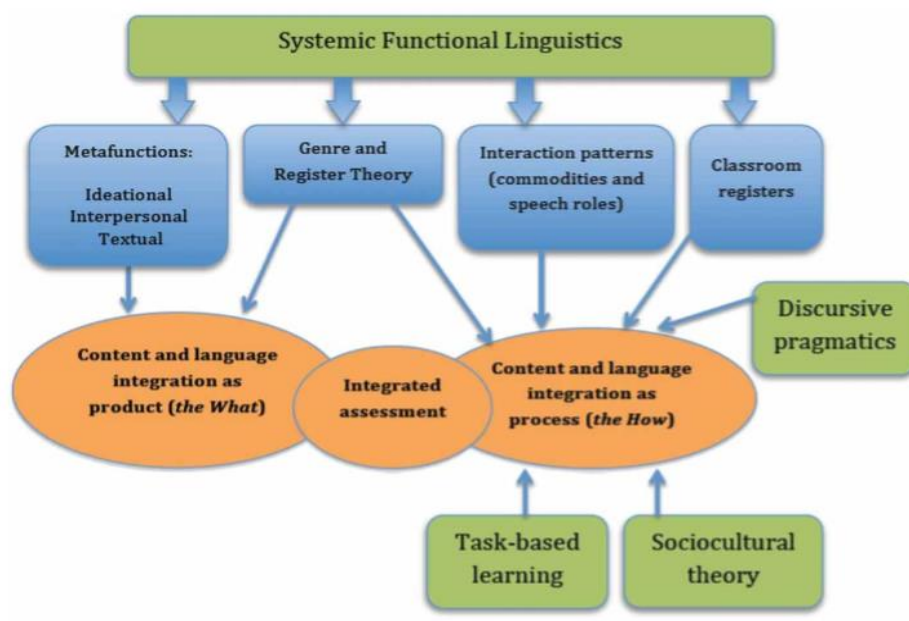 Systemic Functional Linguistics
Metafunctions:
Ideational
Interpersonal
Textual
Genre and
Register Theory
Interaction patterns
(commodities and
speech roles)
Classroom
registers
Discursive
pragmatics
Content and language
integration as
product (the What)
Integrated
assessment
Content and language
integration as
process (the How)
Task-based
learning
Sociocultural
theory